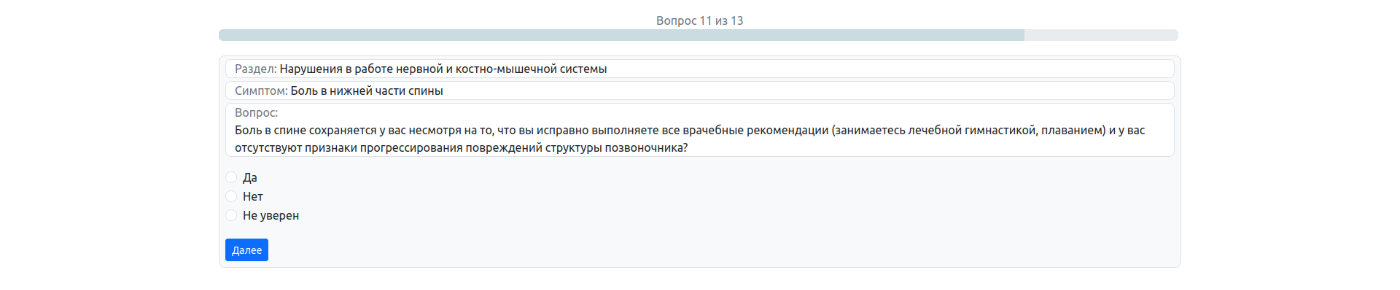 Вопрос 11 из 13
Раздел: Нарушения в работе нервной и костно-мышечной системы
Симптом: Боль в нижней части спины
Вопрос:
Боль в спине сохраняется у вас несмотря на то, что вы исправно выполняете все врачебные рекомендации (занимаетесь лечебной гимнастикой, плаванием) и у вас
отсутствуют признаки прогрессирования повреждений структуры позвоночника?
Да
Нет
Не уверен
Далее